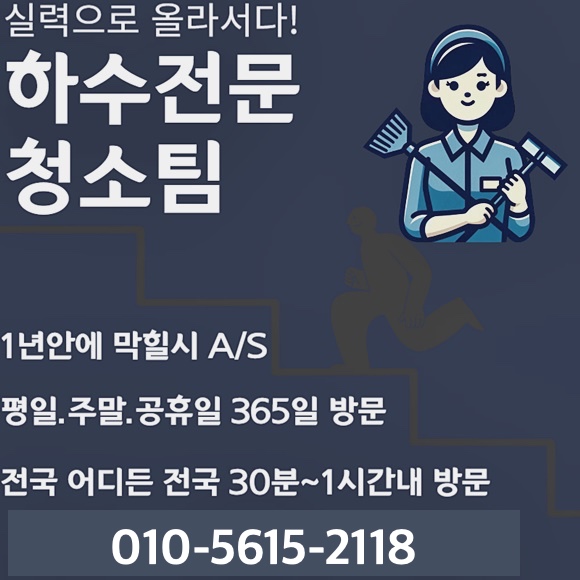 실력으로 올라서다!
하수전문
청소팀
1년안에 막힐시 A/S
평일.주말.공휴일 365일 방문
전국 어디든 전국 30분~1시간내 방문
010-5615-2118